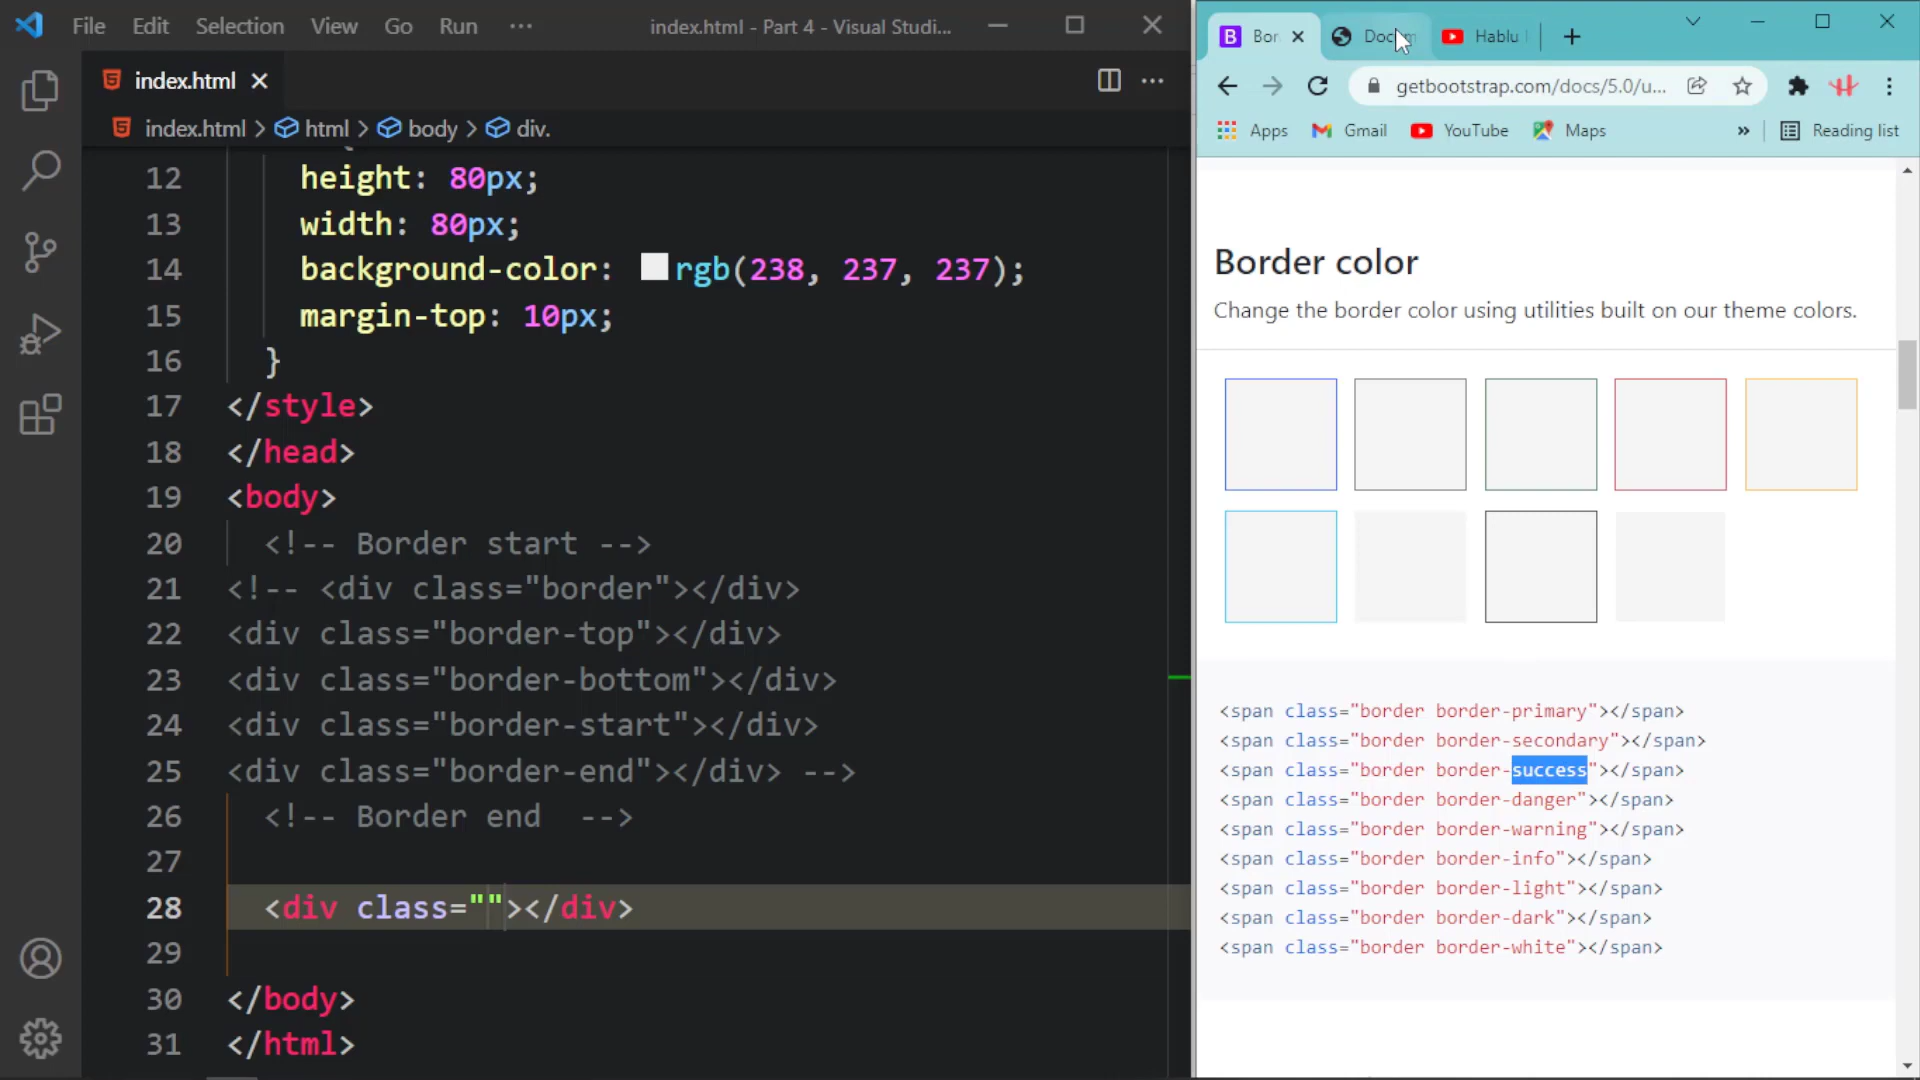 File Edit Selection View Go Run ··· index.html - Part 4 - Visual Studi...
index.html
index.html > html > body > div.
12 height: 80px;
13 width: 80px;
14 background-color: rgb(238, 237, 237);
15 margin-top: 10px;
16 }
17 </style>
18 </head>
19 <body>
20 <!-- Border start -->
21 <!-- <div class="border"></div>
22 <div class="border-top"></div>
23 <div class="border-bottom"></div>
24 <div class="border-start"></div>
25 <div class="border-end"></div> -->
26 <!-- Border end -->
27
28 <div class=""></div>
29
30 </body>
31 </html>
Bor Docum Hablu
getbootstrap.com/docs/5.0/u...
Apps Gmail YouTube Maps » Reading list
Border color
Change the border color using utilities built on our theme colors.
<span class="border border-primary"></span>
<span class="border border-secondary"></span>
<span class="border border-success"></span>
<span class="border border-danger"></span>
<span class="border border-warning"></span>
<span class="border border-info"></span>
<span class="border border-light"></span>
<span class="border border-dark"></span>
<span class="border border-white"></span>